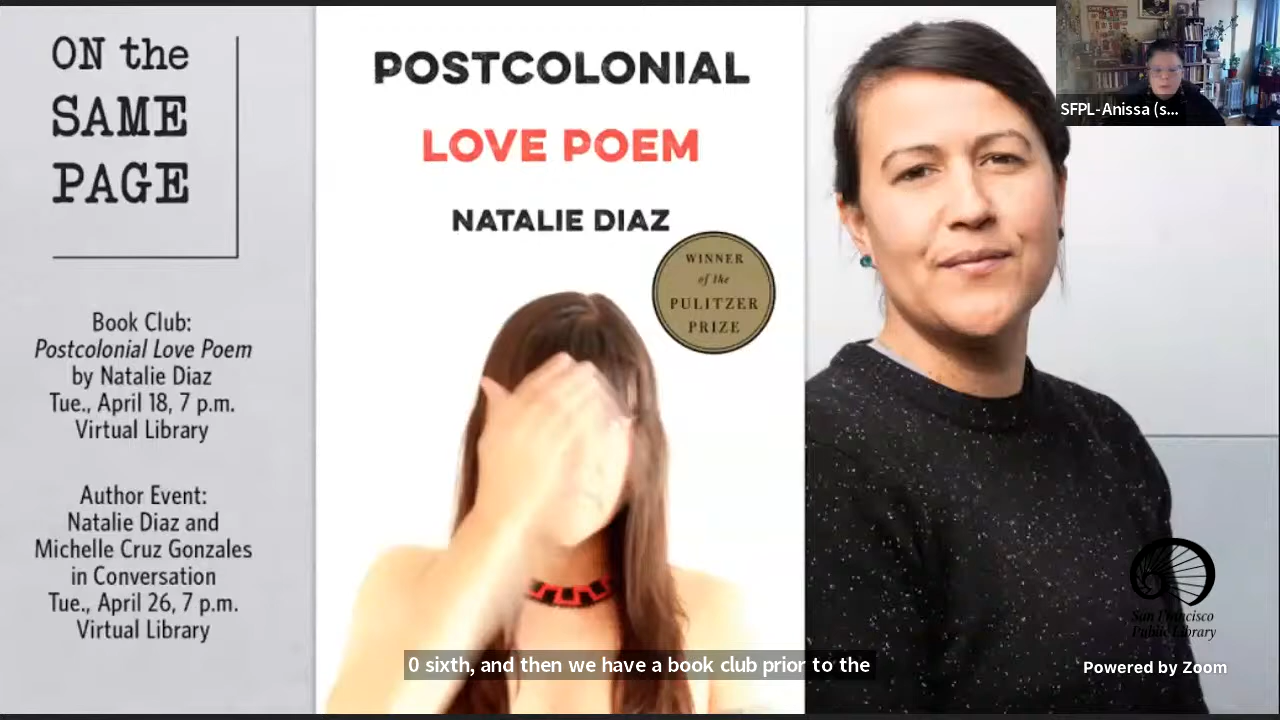 ON the
SAME
PAGE
Book Club:
Postcolonial Love Poem
by Natalie Diaz
Tue., April 18, 7 p.m.
Virtual Library
Author Event:
Natalie Diaz and
Michelle Cruz Gonzales
in Conversation
Tue., April 26, 7 p.m.
Virtual Library
POSTCOLONIAL
LOVE POEM
NATALIE DIAZ
WINNER
of the
PULITZER
PRIZE
SFPL-Anissa (s...
San Francisco
Public Library
0 sixth, and then we have a book club prior to the
Powered by Zoom